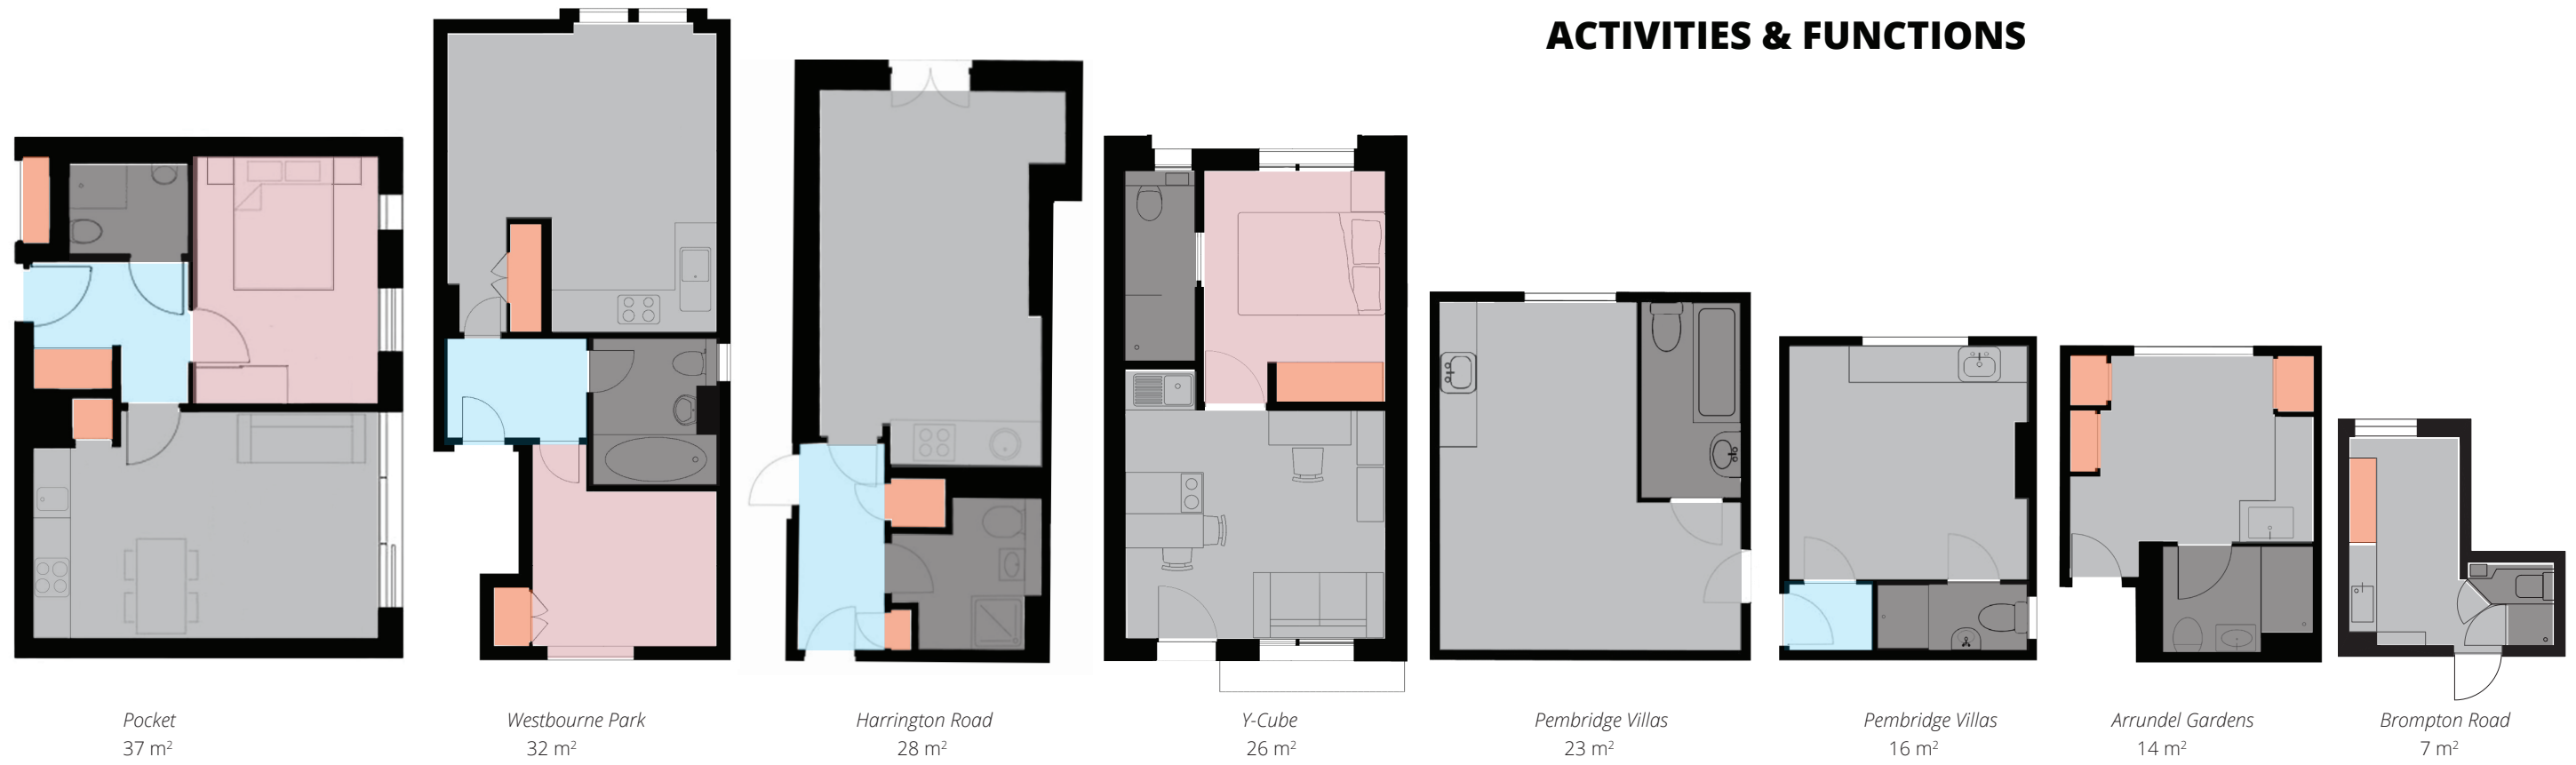 ACTIVITIES & FUNCTIONS
Pocket
37 m²
Westbourne Park
32 m²
Harrington Road
28 m²
Y-Cube
26 m²
Pembridge Villas
23 m²
Pembridge Villas
16 m²
Arrundel Gardens
14 m²
Brompton Road
7 m²